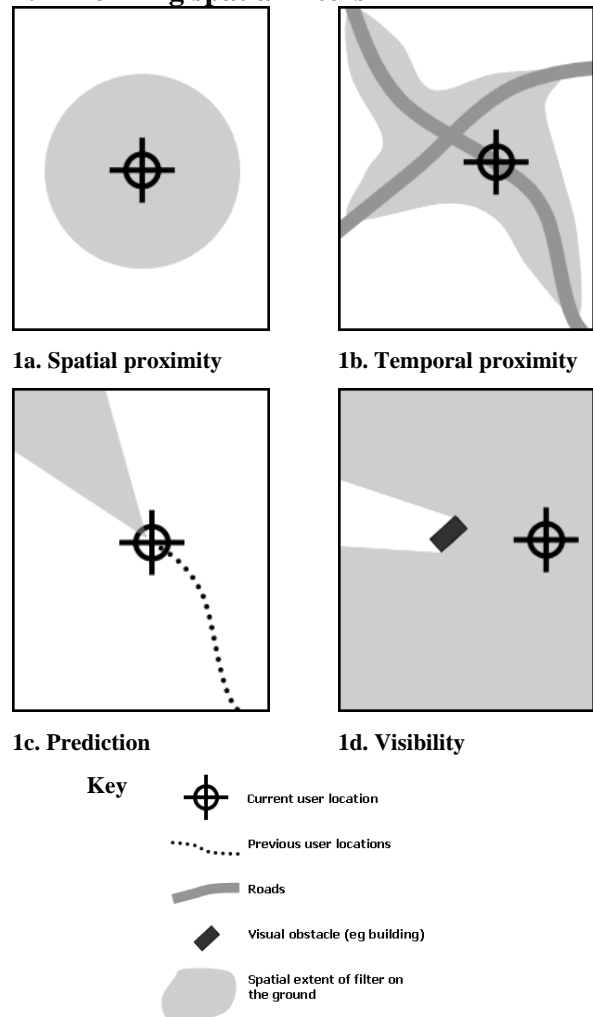 1a. Spatial proximity
1b. Temporal proximity
1c. Prediction
1d. Visibility
Key
Current user location
Previous user locations
Roads
Visual obstacle (eg building)
Spatial extent of filter on
the ground